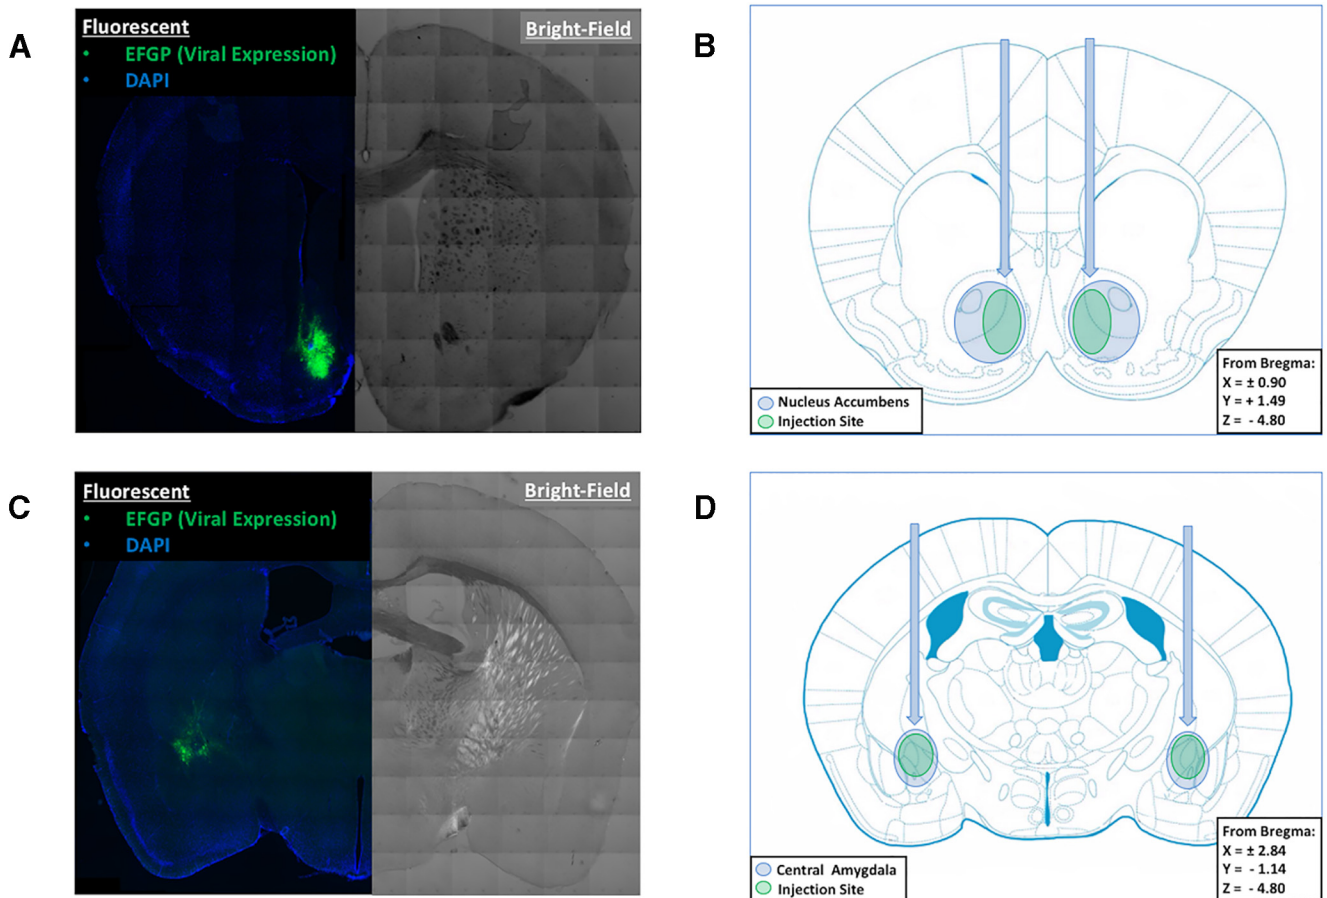 A
Fluorescent
• EFGP (Viral Expression)
• DAPI
Bright-Field
B
Nucleus Accumbens
Injection Site
From Bregma:
X = ± 0.90
Y = + 1.49
Z = - 4.80
C
Fluorescent
• EFGP (Viral Expression)
• DAPI
Bright-Field
D
Central Amygdala
Injection Site
From Bregma:
X = ± 2.84
Y = - 1.14
Z = - 4.80